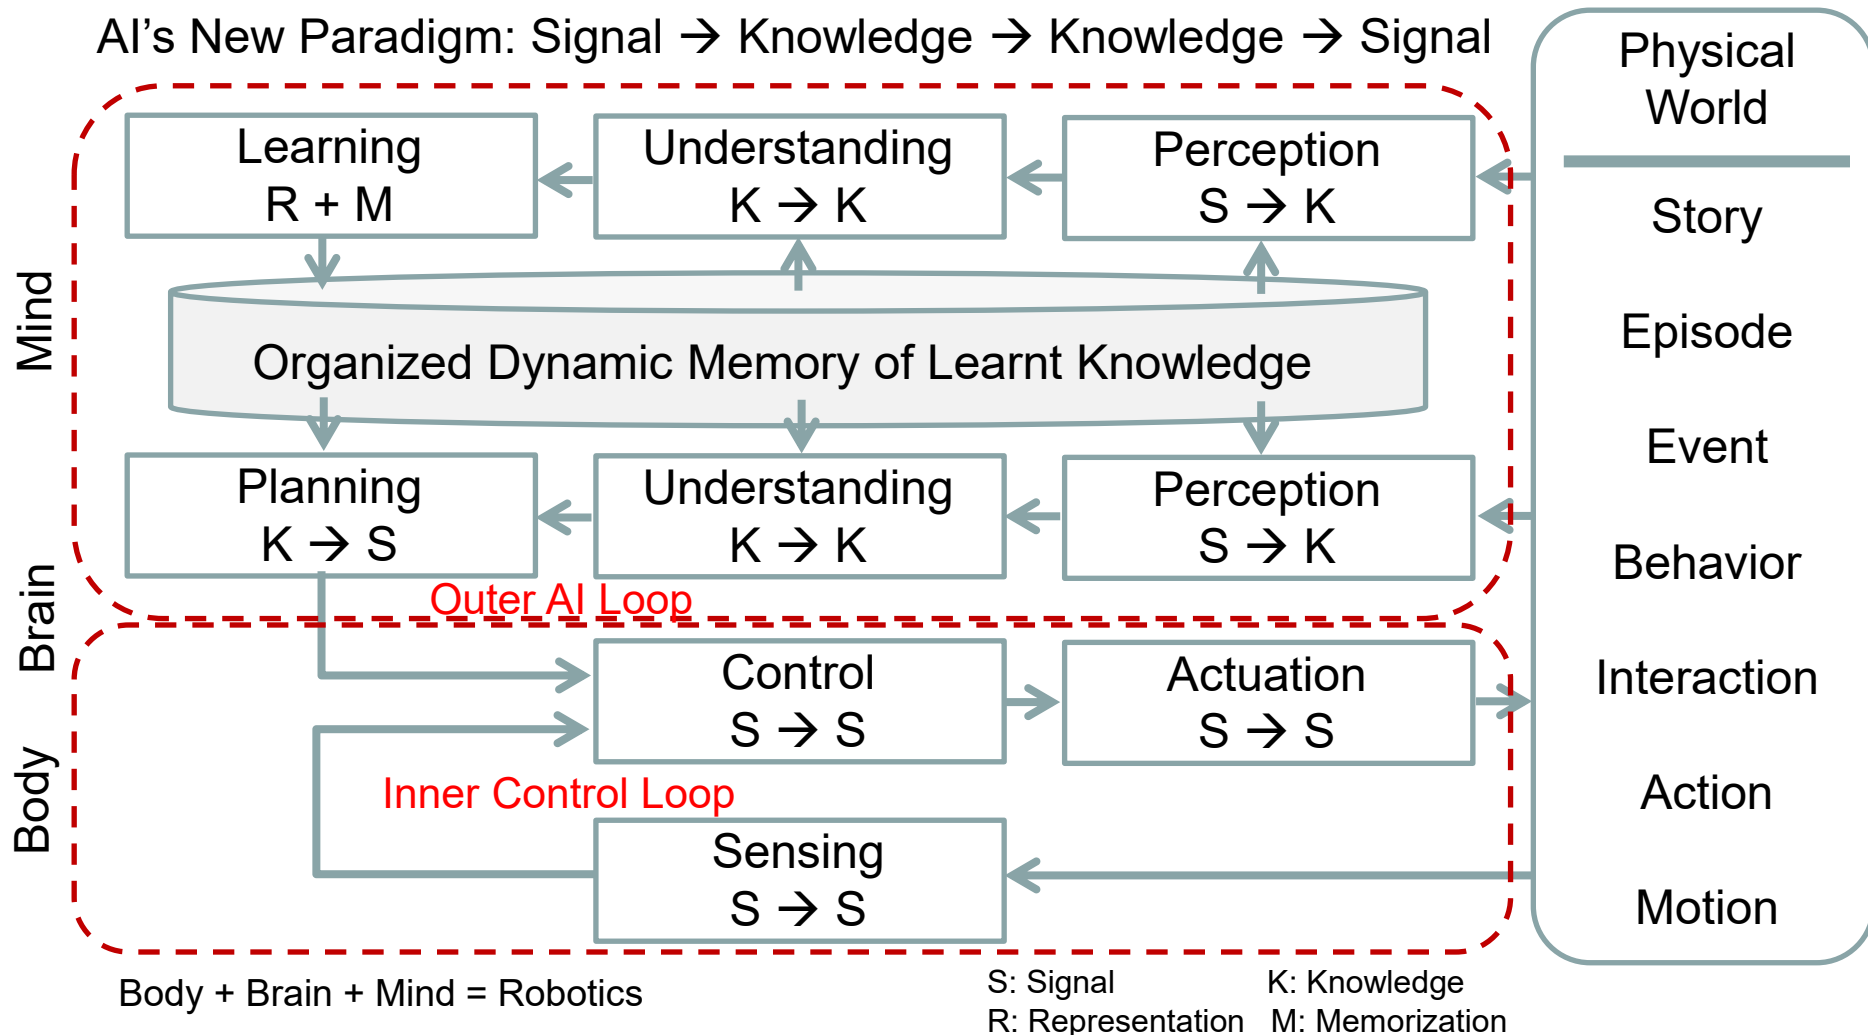 AI's New Paradigm: Signal → Knowledge → Knowledge → Signal
Learning
R + M
Understanding
K → K
Perception
S → K
Organized Dynamic Memory of Learnt Knowledge
Planning
K → S
Understanding
K → K
Perception
S → K
Outer AI Loop
Control
S → S
Actuation
S → S
Inner Control Loop
Sensing
S → S
Mind
Brain
Body
Physical
World
Story
Episode
Event
Behavior
Interaction
Action
Motion
Body + Brain + Mind = Robotics
S: Signal K: Knowledge
R: Representation M: Memorization